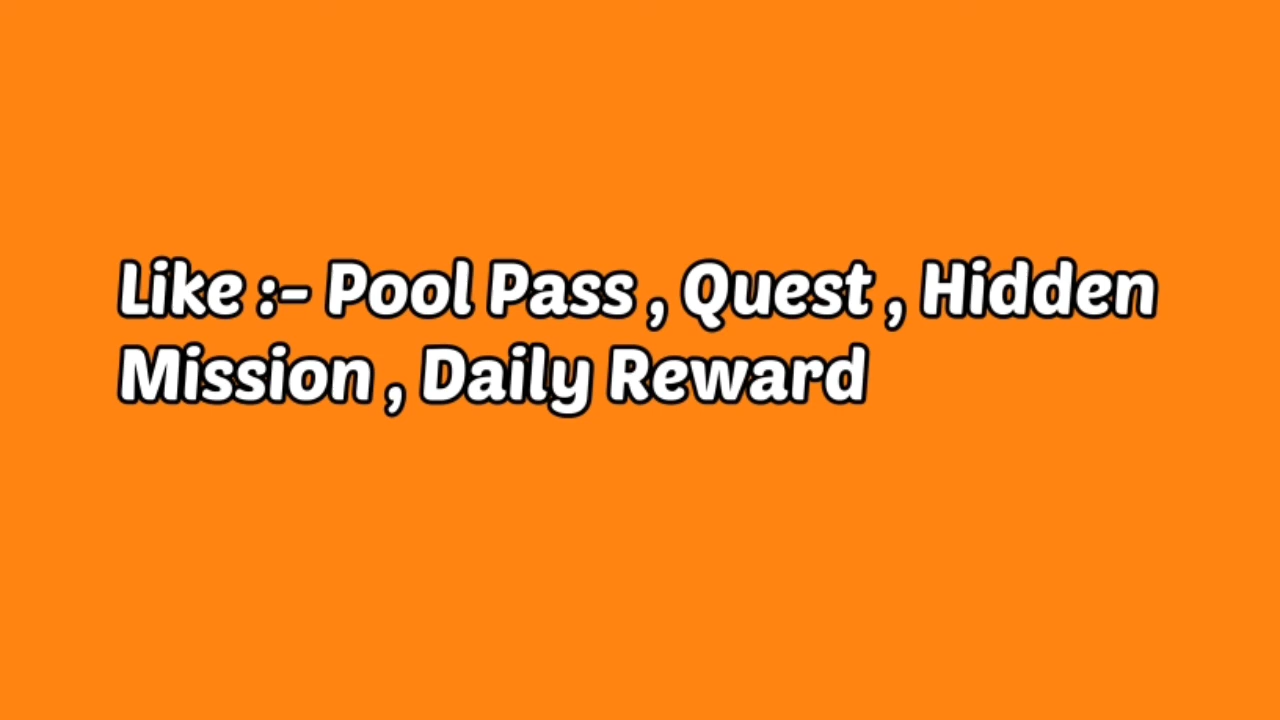 Like :- Pool Pass , Quest , Hidden
Mission , Daily Reward